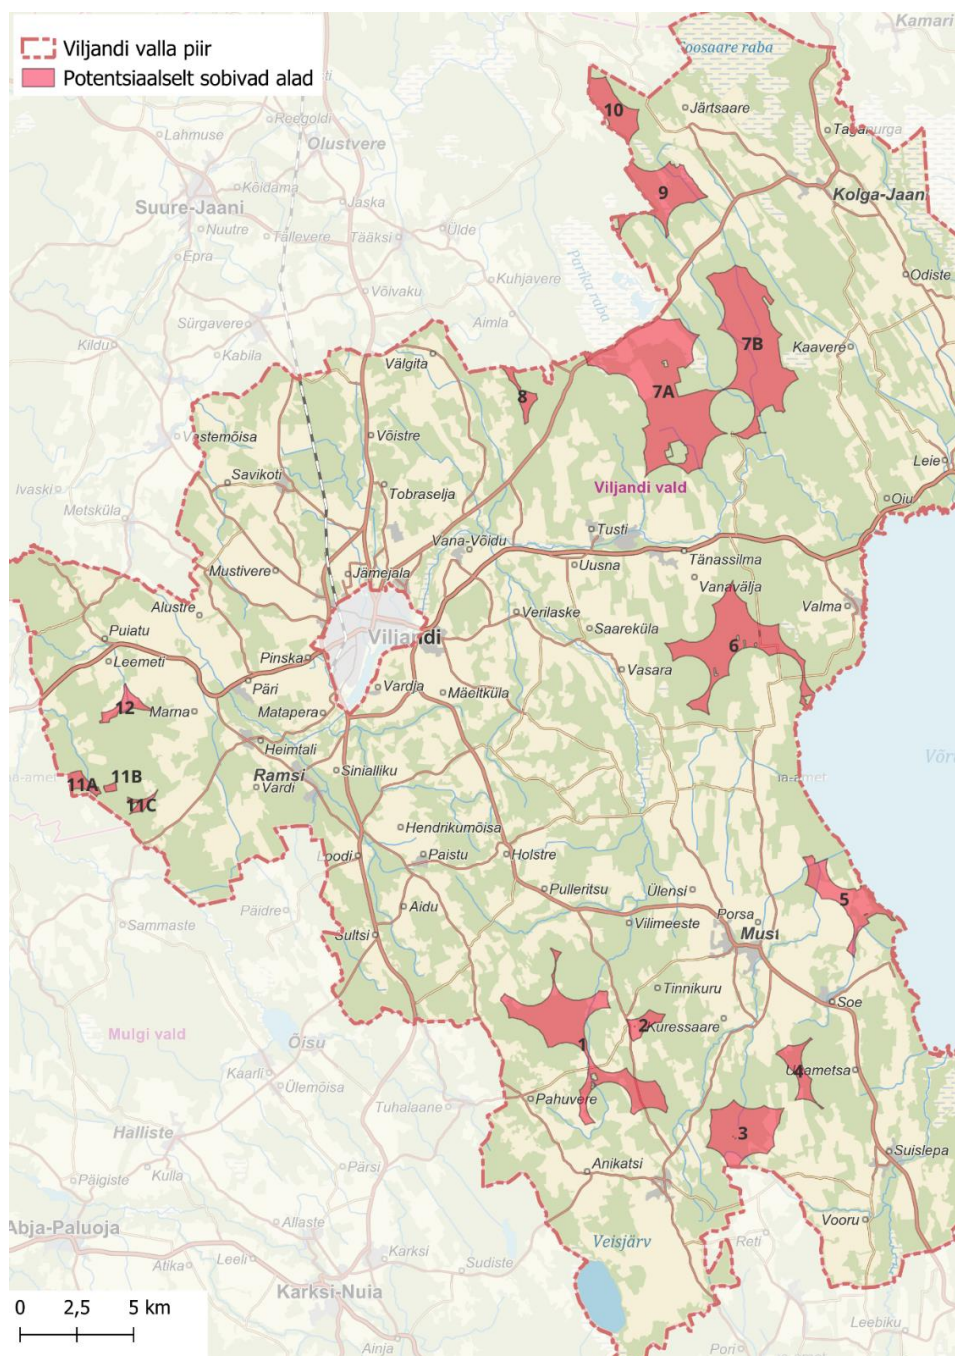 Viljandi valla piir
Potentsiaalselt sobivad alad
Kamari
Soosaare raba
Reegoldi
Järtsaare
10
Lahmuse
Olustvere
Taganurga
Kõidama
9
Kolga-Jaani
Suure-Jaani
Jaska
Nuutre
Tällevere
Tääksi
Ülde
Epra
Parika raba
Odiste
Võivaku
Kuhjavere
Sürgavere
Aimla
Kildu
Kabila
7B
Kaavere
Välgita
8
7A
Vastemõisa
Võistre
Leie
Savikoti
Ivaski
Tobraselja
Viljandi vald
Oiu
Metsküla
Tusti
Vana-Võidu
Tänassilma
Mustivere
Jämejala
Uusna
Vanavälja
Alustre
Verilaske
Valma
Puiatu
Viljandi
Saareküla
6
Leemeti
Pinska
Vasara
Päri
Vardja
Mäeltküla
12
Marna
Matapera
Heimtali
11B
11A
Ramsi
Sinialliku
Vardi
11C
Hendrikumõisa
Loodi
Paistu
Holstre
Pulleritsu
Ülensi
5
Päidre
Aidu
Sammaste
Vilimeeste
Porsa
Sultsi
Tinnikuru
Soe
Mulgi vald
2
Kuressaare
Õisu
1
Kaarli
Ülemõisa
4
Pahuvere
Tuhalaane
Halliste
3
Suislepa
Kulla
Pärsi
Anikatsi
Päigiste
Vooru
Allaste
Abja-Paluoja
Veisjärv
Reti
Atika
Leeli
Karksi
Sudiste
Karksi-Nuia
0 2,5 5 km
Leebiku
Ainja
Pori